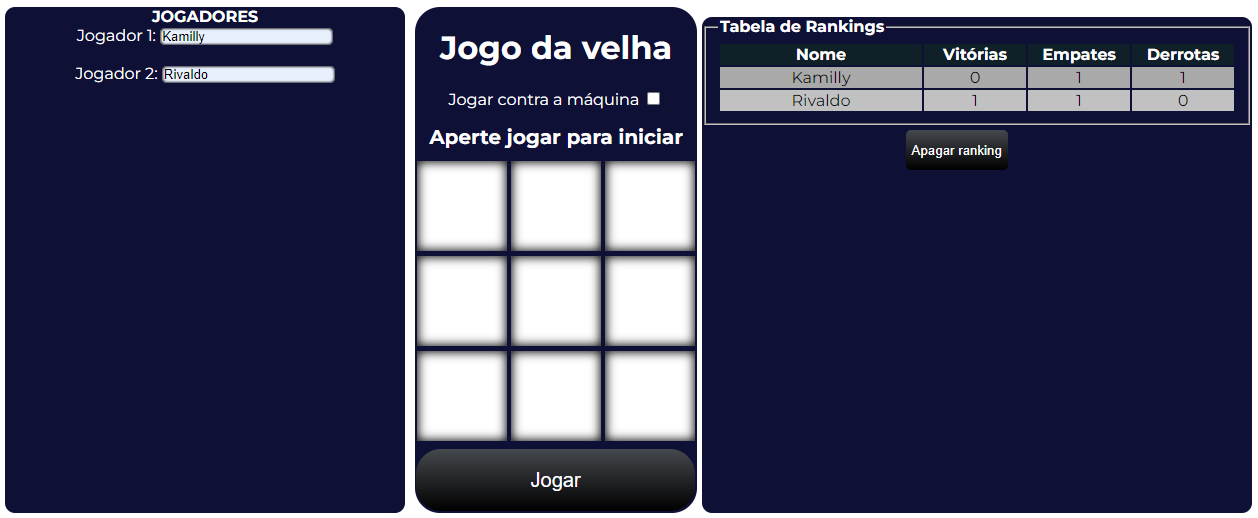 JOGADORES
Jogador 1: Kamilly
Jogador 2: Rivaldo
Jogo da velha
Jogar contra a máquina
Aperte jogar para iniciar
Jogar
Tabela de Rankings
Nome Vitórias Empates Derrotas
Kamilly 0 1 1
Rivaldo 1 1 0
Apagar ranking